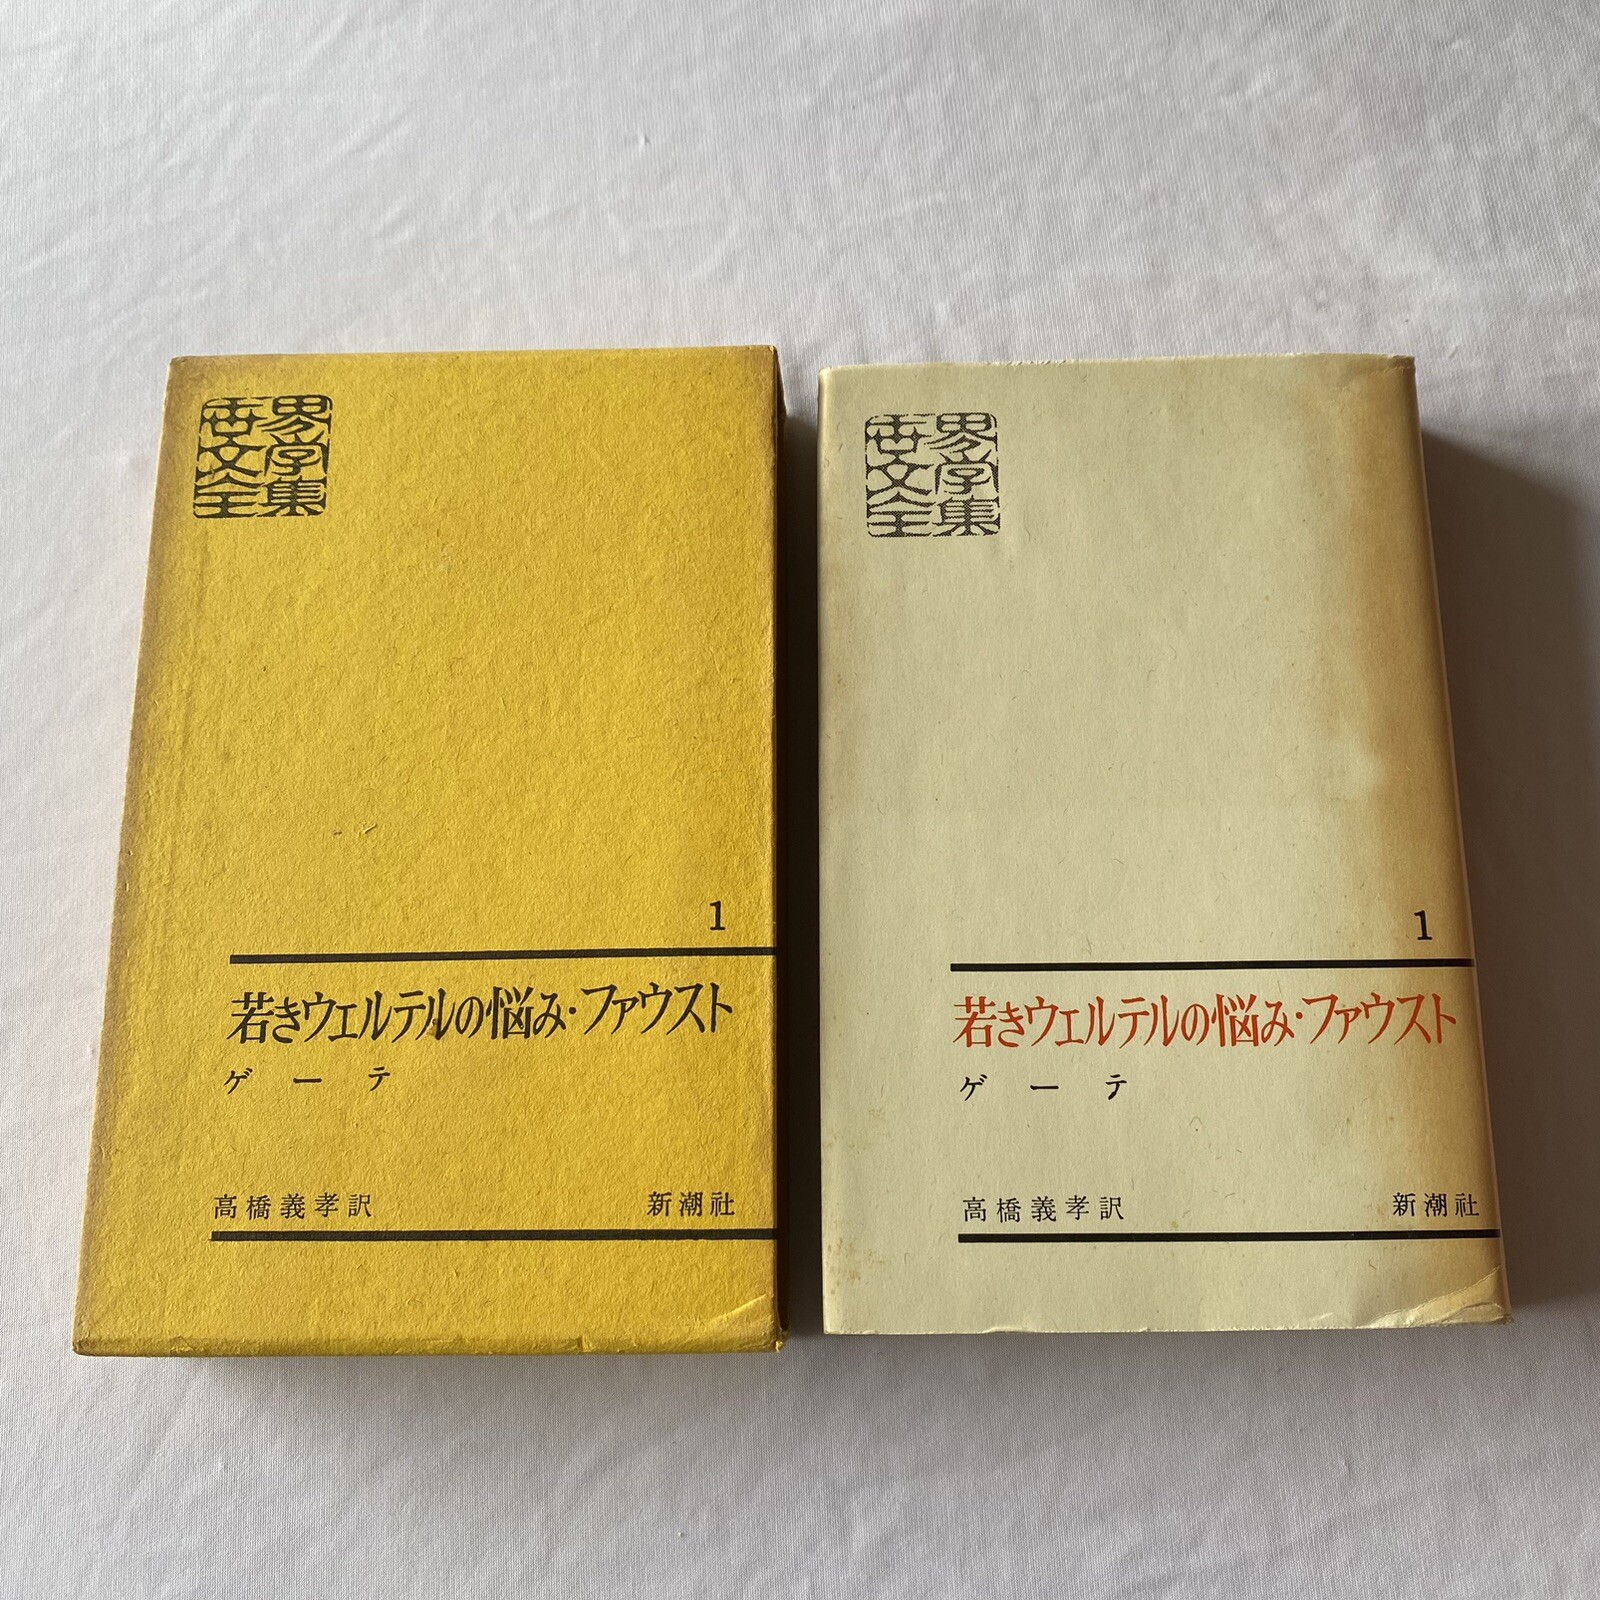 世界
文学
全集
1
若きウェルテルの悩み・ファウスト
ゲーテ
高橋義孝訳 新潮社
世界
文学
全集
1
若きウェルテルの悩み・ファウスト
ゲーテ
高橋義孝訳 新潮社